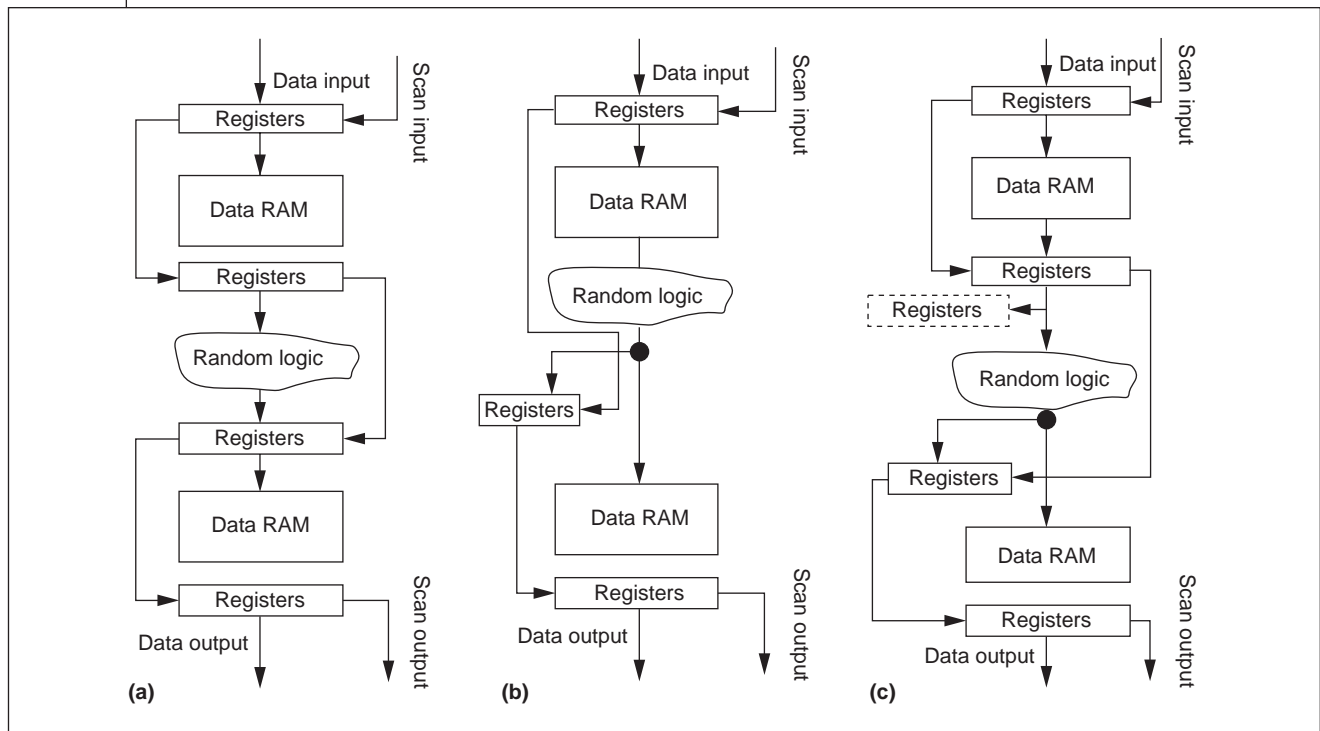 Data input
Scan input
Registers
Data RAM
Registers
Random logic
Registers
Data RAM
Registers
Data output
Scan output
(a)
Data input
Scan input
Registers
Data RAM
Random logic
Registers
Data RAM
Registers
Data output
Scan output
(b)
Data input
Scan input
Registers
Data RAM
Registers
Registers
Random logic
Registers
Data RAM
Registers
Data output
Scan output
(c)